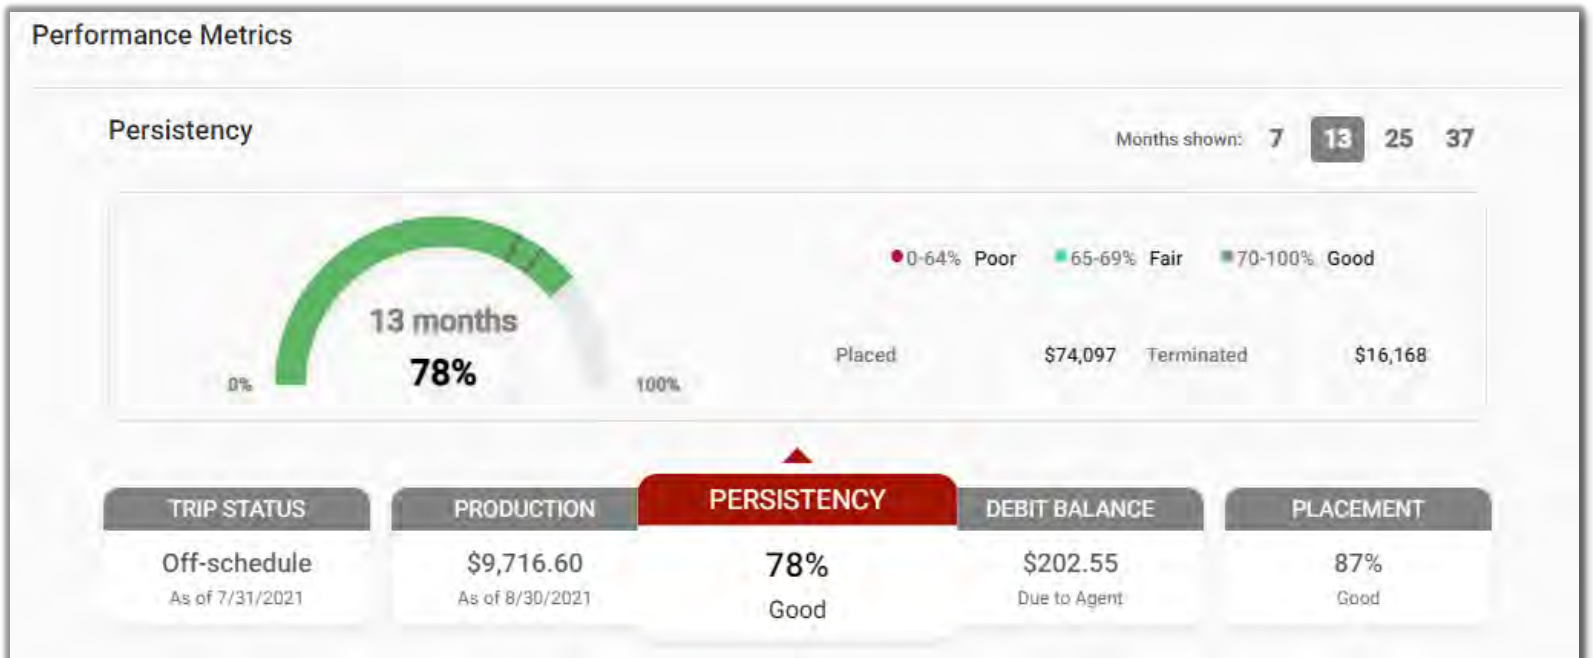 Performance Metrics
Persistency
Months shown: 7 13 25 37
0-64% Poor 65-69% Fair 70-100% Good
13 months
78%
0%
100%
Placed $74,097 Terminated $16,168
TRIP STATUS
Off-schedule
As of 7/31/2021
PRODUCTION
$9,716.60
As of 8/30/2021
PERSISTENCY
78%
Good
DEBIT BALANCE
$202.55
Due to Agent
PLACEMENT
87%
Good